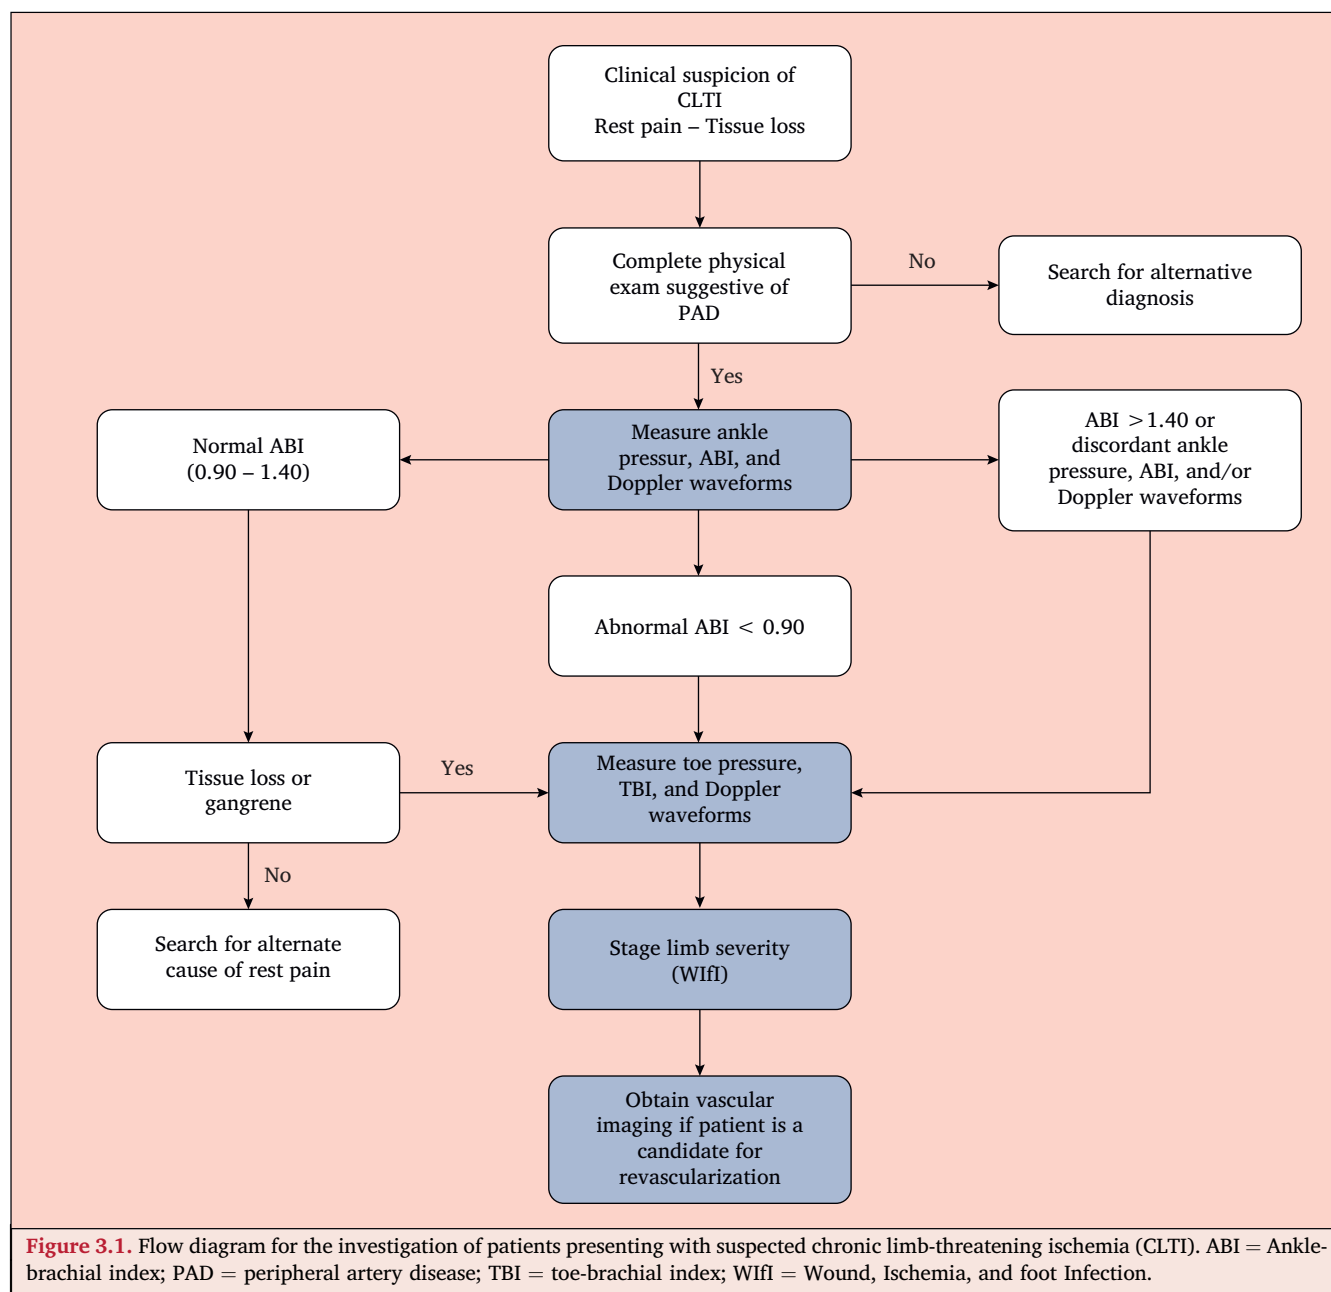 Clinical suspicion of
CLTI
Rest pain – Tissue loss
Complete physical
exam suggestive of
PAD
No
Search for alternative
diagnosis
Yes
Normal ABI
(0.90 – 1.40)
Measure ankle
pressur, ABI, and
Doppler waveforms
ABI >1.40 or
discordant ankle
pressure, ABI, and/or
Doppler waveforms
Abnormal ABI < 0.90
Tissue loss or
gangrene
Yes
Measure toe pressure,
TBI, and Doppler
waveforms
No
Search for alternate
cause of rest pain
Stage limb severity
(WIfI)
Obtain vascular
imaging if patient is a
candidate for
revascularization
Figure 3.1. Flow diagram for the investigation of patients presenting with suspected chronic limb-threatening ischemia (CLTI). ABI = Ankle-
brachial index; PAD = peripheral artery disease; TBI = toe-brachial index; WIfI = Wound, Ischemia, and foot Infection.